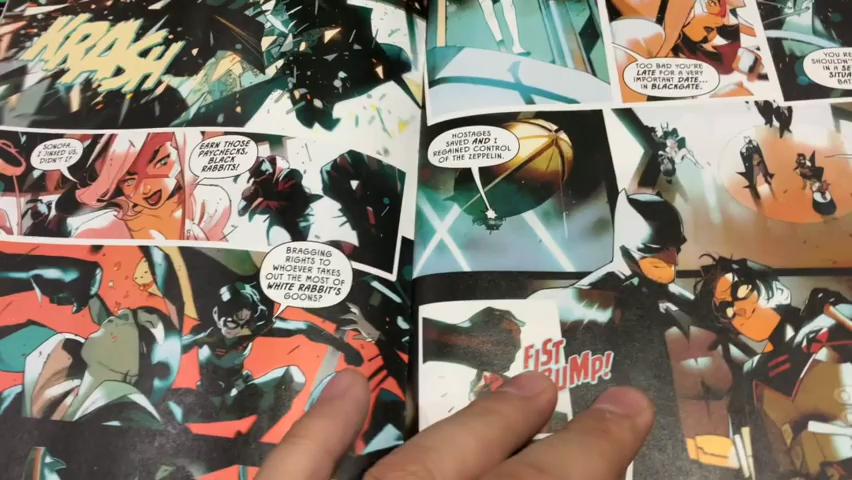 KRASH
SONOFA...
I JINXED US,
DIDN'T I?
EARN THOSE
PAYCHECKS,
BLACK
RABBITS!
BRAGGING
RIGHTS TO
WHOEVER TAKES
OUT THE MOST OF
WHITE RABBIT'S
GOONS?
TOO BAD YOU'RE
LATE FOR A VERY
IMPORTANT DATE...
IN BLACKGATE.
YOU RE
SHOULDN'
IN A SE
SITUA
BAT
HOSTAGES
SAVED AND I
REGAINED CONTROL
OF THE ZEPPELIN.
FIST
BUMP!